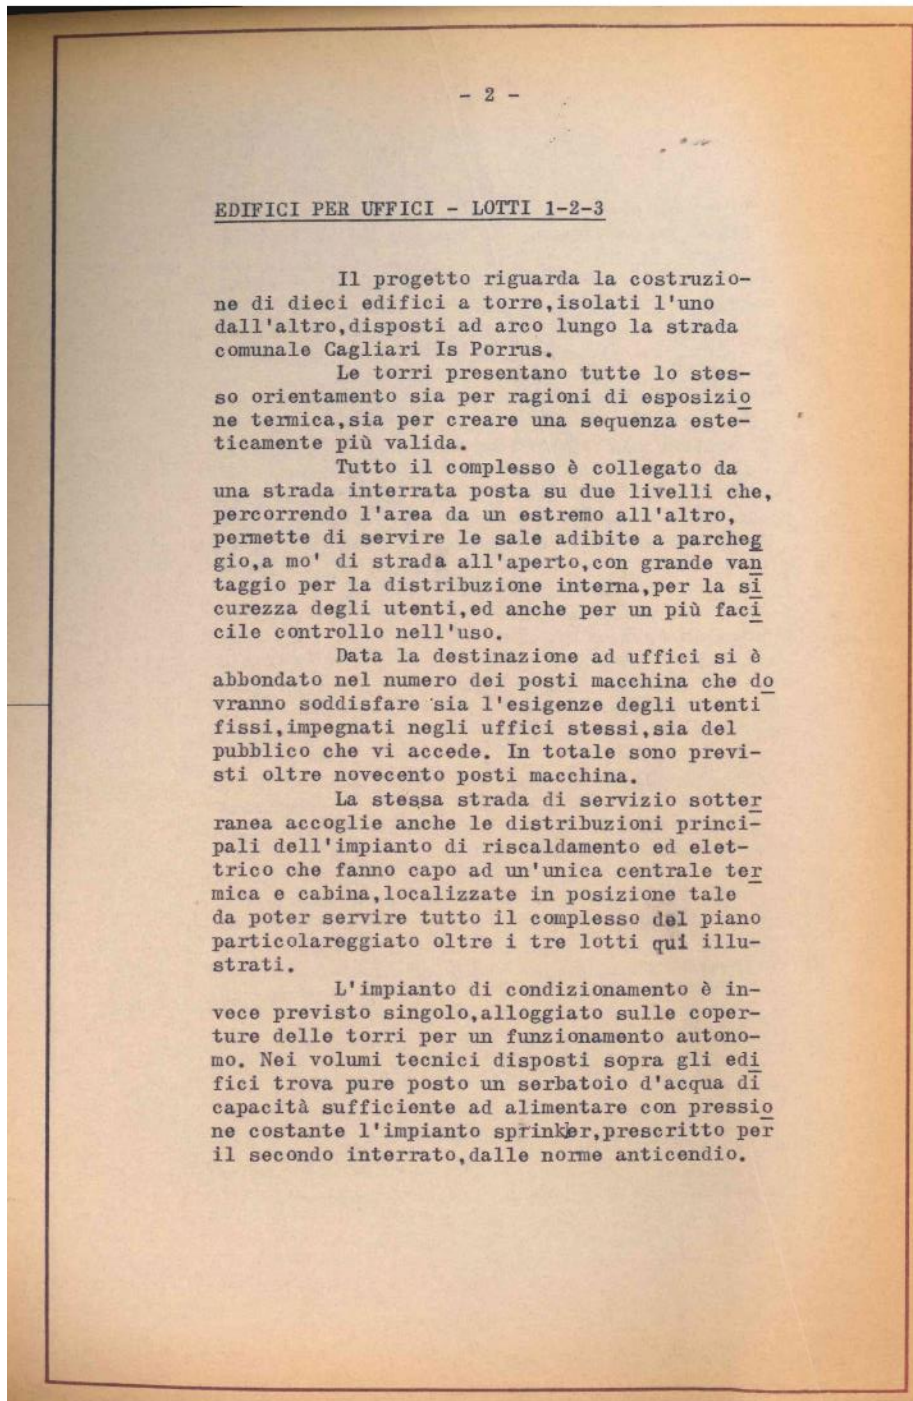 - 2 -
EDIFICI PER UFFICI - LOTTI 1-2-3
Il progetto riguarda la costruzio-
ne di dieci edifici a torre,isolati l'uno
dall'altro,disposti ad arco lungo la strada
comunale Cagliari Is Porrus.
Le torri presentano tutte lo stes-
so orientamento sia per ragioni di esposizio
ne termica,sia per creare una sequenza este-
ticamente più valida.
Tutto il complesso è collegato da
una strada interrata posta su due livelli che,
percorrendo l'area da un estremo all'altro,
permette di servire le sale adibite a parcheg
gio,a mo' di strada all'aperto,con grande van
taggio per la distribuzione interna,per la si
curezza degli utenti,ed anche per un più faci
cile controllo nell'uso.
Data la destinazione ad uffici si è
abbondato nel numero dei posti macchina che do
vranno soddisfare sia l'esigenze degli utenti
fissi,impegnati negli uffici stessi,sia del
pubblico che vi accede. In totale sono previ-
sti oltre novecento posti macchina.
La stessa strada di servizio sotter
ranea accoglie anche le distribuzioni princi-
pali dell'impianto di riscaldamento ed elet-
trico che fanno capo ad un'unica centrale ter
mica e cabina,localizzate in posizione tale
da poter servire tutto il complesso del piano
particolareggiato oltre i tre lotti qui illu-
strati.
L'impianto di condizionamento è in-
vece previsto singolo,alloggiato sulle coper-
ture delle torri per un funzionamento autono-
mo. Nei volumi tecnici disposti sopra gli edi
fici trova pure posto un serbatoio d'acqua di
capacità sufficiente ad alimentare con pressio
ne costante l'impianto sprinker,prescritto per
il secondo interrato,dalle norme anticendio.